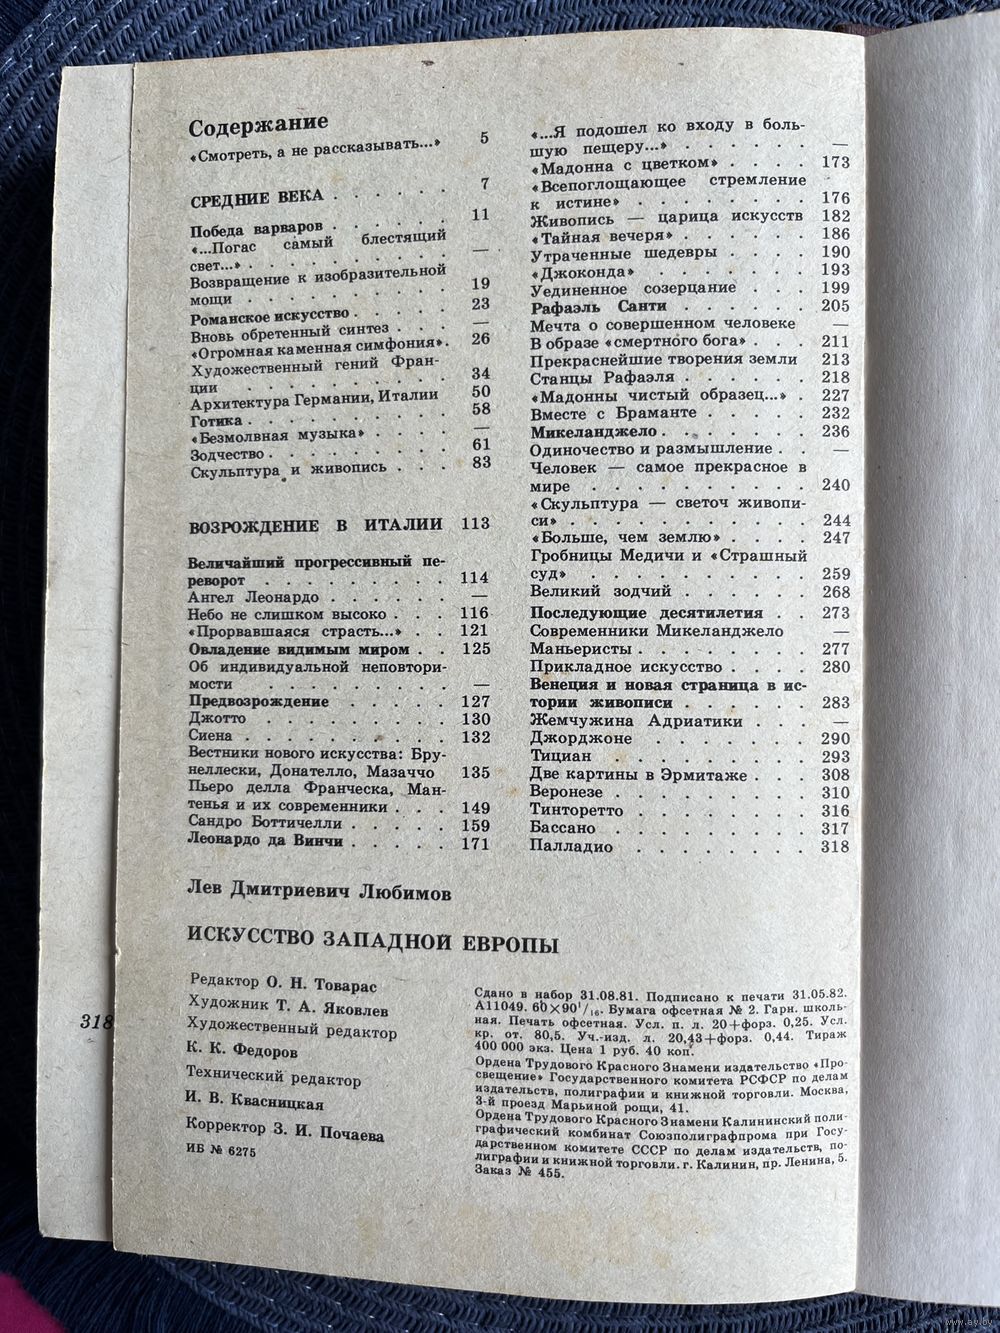 Содержание
«Смотреть, а не рассказывать...» 5
СРЕДНИЕ ВЕКА . . . . . . 7
Победа варваров . . . . . . 11
«...Погас самый блестящий
свет...» . . . . . . . . . . —
Возвращение к изобразительной
мощи . . . . . . . . . . 19
Романское искусство . . . . . 23
Вновь обретенный синтез . . . —
«Огромная каменная симфония» . 26
Художественный гений Фран-
ции . . . . . . . . . . 34
Архитектура Германии, Италии 50
Готика . . . . . . . . . 58
«Безмолвная музыка» . . . . —
Зодчество . . . . . . . . . 61
Скульптура и живопись . . . 83
ВОЗРОЖДЕНИЕ В ИТАЛИИ 113
Величайший прогрессивный пе-
реворот . . . . . . . . . 114
Ангел Леонардо . . . . . . —
Небо не слишком высоко . . . 116
«Прорвавшаяся страсть...» . . 121
Овладение видимым миром . . 125
Об индивидуальной неповтори-
мости . . . . . . . . . —
Предвозрождение . . . . . 127
Джотто . . . . . . . . . 130
Сиена . . . . . . . . . 132
Вестники нового искусства: Бру-
неллески, Донателло, Мазаччо 135
Пьеро делла Франческа, Ман-
тенья и их современники . . . 149
Сандро Боттичелли . . . . . 159
Леонардо да Винчи . . . . . 171
«...Я подошел ко входу в боль-
шую пещеру...» . . . . . . —
«Мадонна с цветком» . . . . 173
«Всепоглощающее стремление
к истине» . . . . . . . . 176
Живопись — царица искусств 182
«Тайная вечеря» . . . . . . 186
Утраченные шедевры . . . . 190
«Джоконда» . . . . . . . 193
Уединенное созерцание . . . 199
Рафаэль Санти . . . . . . 205
Мечта о совершенном человеке —
В образе «смертного бога» . . . 211
Прекраснейшие творения земли 213
Станцы Рафаэля . . . . . . 218
«Мадонны чистый образец...» . 227
Вместе с Браманте . . . . . 232
Микеланджело . . . . . . . 236
Одиночество и размышление . . —
Человек — самое прекрасное в
мире . . . . . . . . . . 240
«Скульптура — светоч живопи-
си» . . . . . . . . . . 244
«Больше, чем землю» . . . . 247
Гробницы Медичи и «Страшный
суд» . . . . . . . . . 259
Великий зодчий . . . . . . 268
Последующие десятилетия . . 273
Современники Микеланджело —
Маньеристы . . . . . . . . 277
Прикладное искусство . . . . 280
Венеция и новая страница в ис-
тории живописи . . . . . . 283
Жемчужина Адриатики . . . —
Джорджоне . . . . . . . 290
Тициан . . . . . . . . . 293
Две картины в Эрмитаже . . . 308
Веронезе . . . . . . . . . 310
Тинторетто . . . . . . . . 316
Бассано . . . . . . . . . 317
Палладио . . . . . . . . 318
Лев Дмитриевич Любимов
ИСКУССТВО ЗАПАДНОЙ ЕВРОПЫ
Редактор О. Н. Товарас
Художник Т. А. Яковлев
Художественный редактор
К. К. Федоров
Технический редактор
И. В. Квасницкая
Корректор З. И. Почаева
ИБ № 6275
Сдано в набор 31.08.81. Подписано к печати 31.05.82.
А11049. 60×90¹/₁₆. Бумага офсетная № 2. Гарн. школь-
ная. Печать офсетная. Усл. п. л. 20+форз. 0,25. Усл.
кр. от. 80,5. Уч.-изд. л. 20,43+форз. 0,44. Тираж
400 000 экз. Цена 1 руб. 40 коп.
Ордена Трудового Красного Знамени издательство «Про-
свещение» Государственного комитета РСФСР по делам
издательств, полиграфии и книжной торговли. Москва,
3-й проезд Марьиной рощи, 41.
Ордена Трудового Красного Знамени Калининский поли-
графический комбинат Союзполиграфпрома при Госу-
дарственном комитете СССР по делам издательств, по-
лиграфии и книжной торговли. г. Калинин, пр. Ленина, 5.
Заказ № 455.
318
www.ay.by